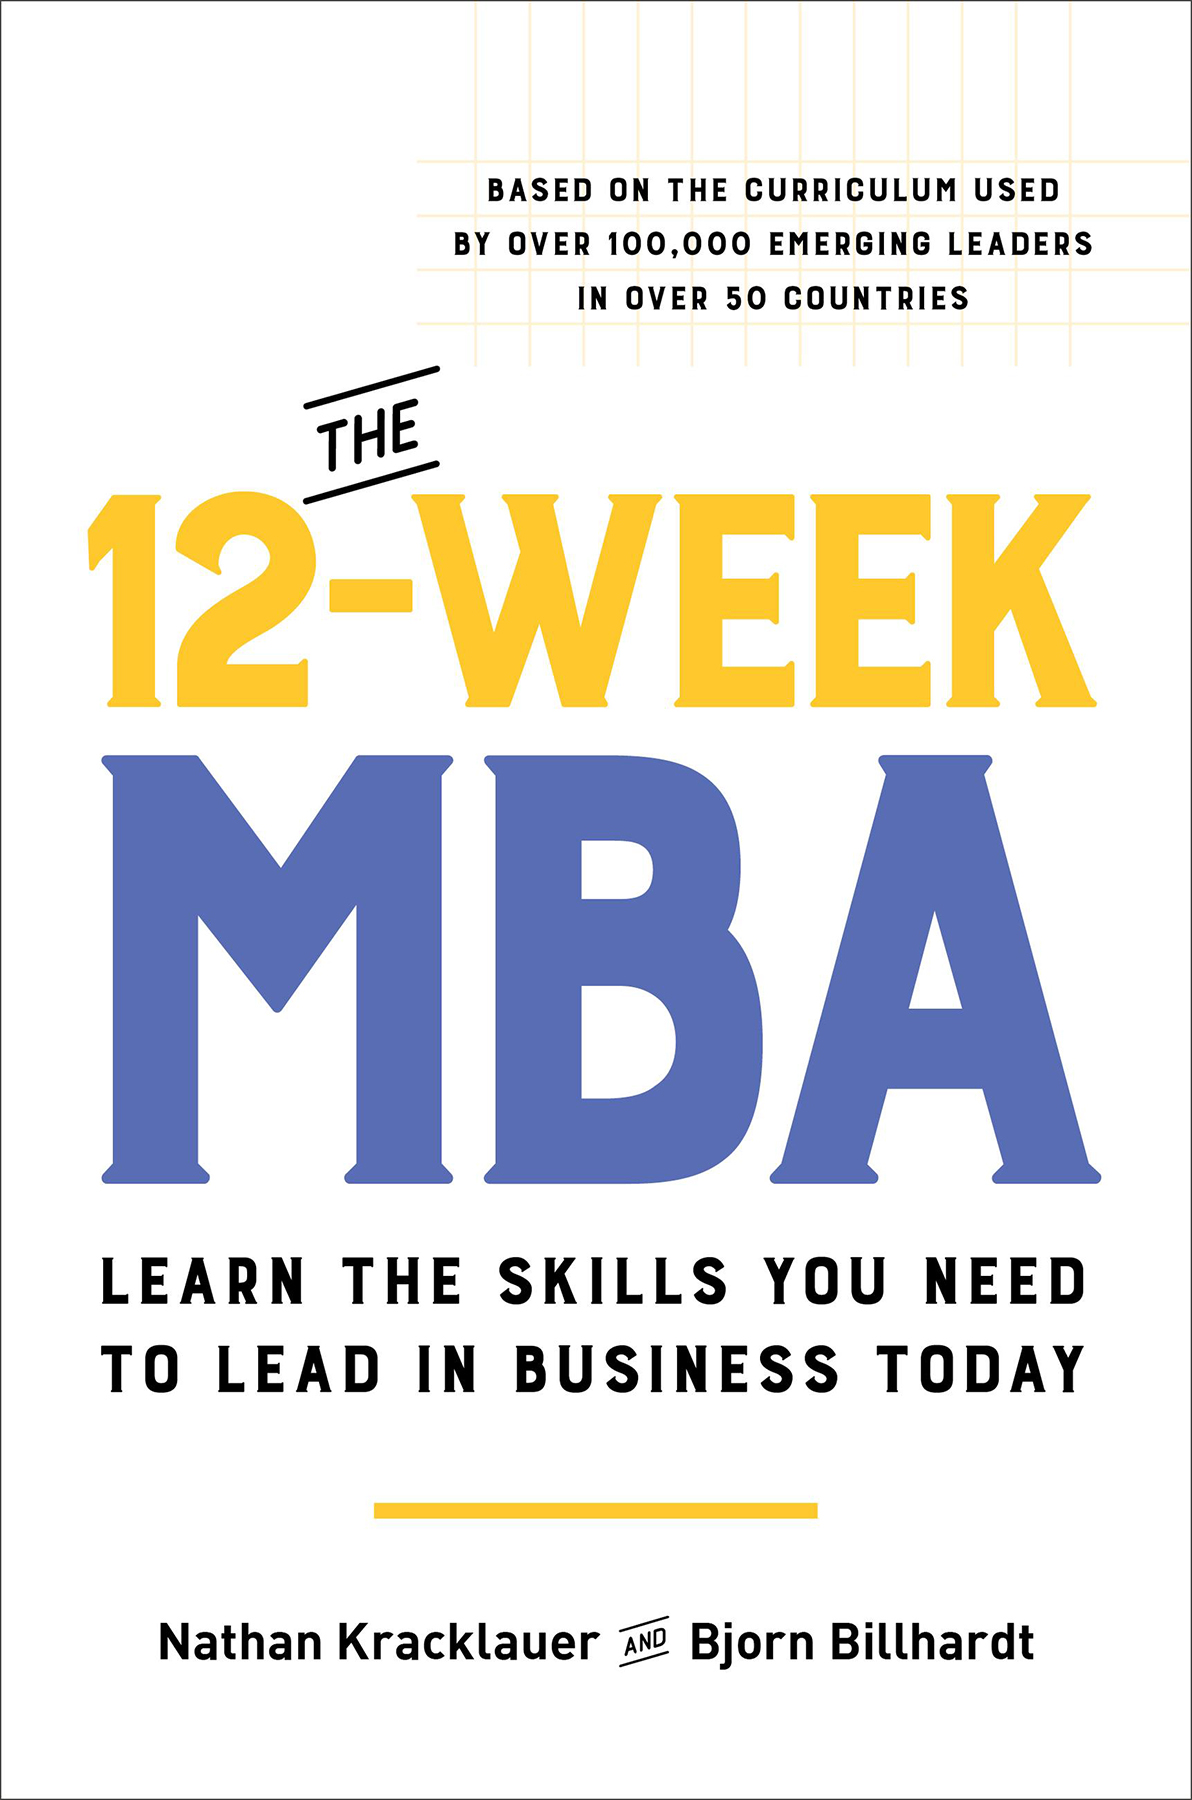 BASED ON THE CURRICULUM USED
BY OVER 100,000 EMERGING LEADERS
IN OVER 50 COUNTRIES
THE
12-WEEK
MBA
LEARN THE SKILLS YOU NEED
TO LEAD IN BUSINESS TODAY
Nathan Kracklauer AND Bjorn Billhardt